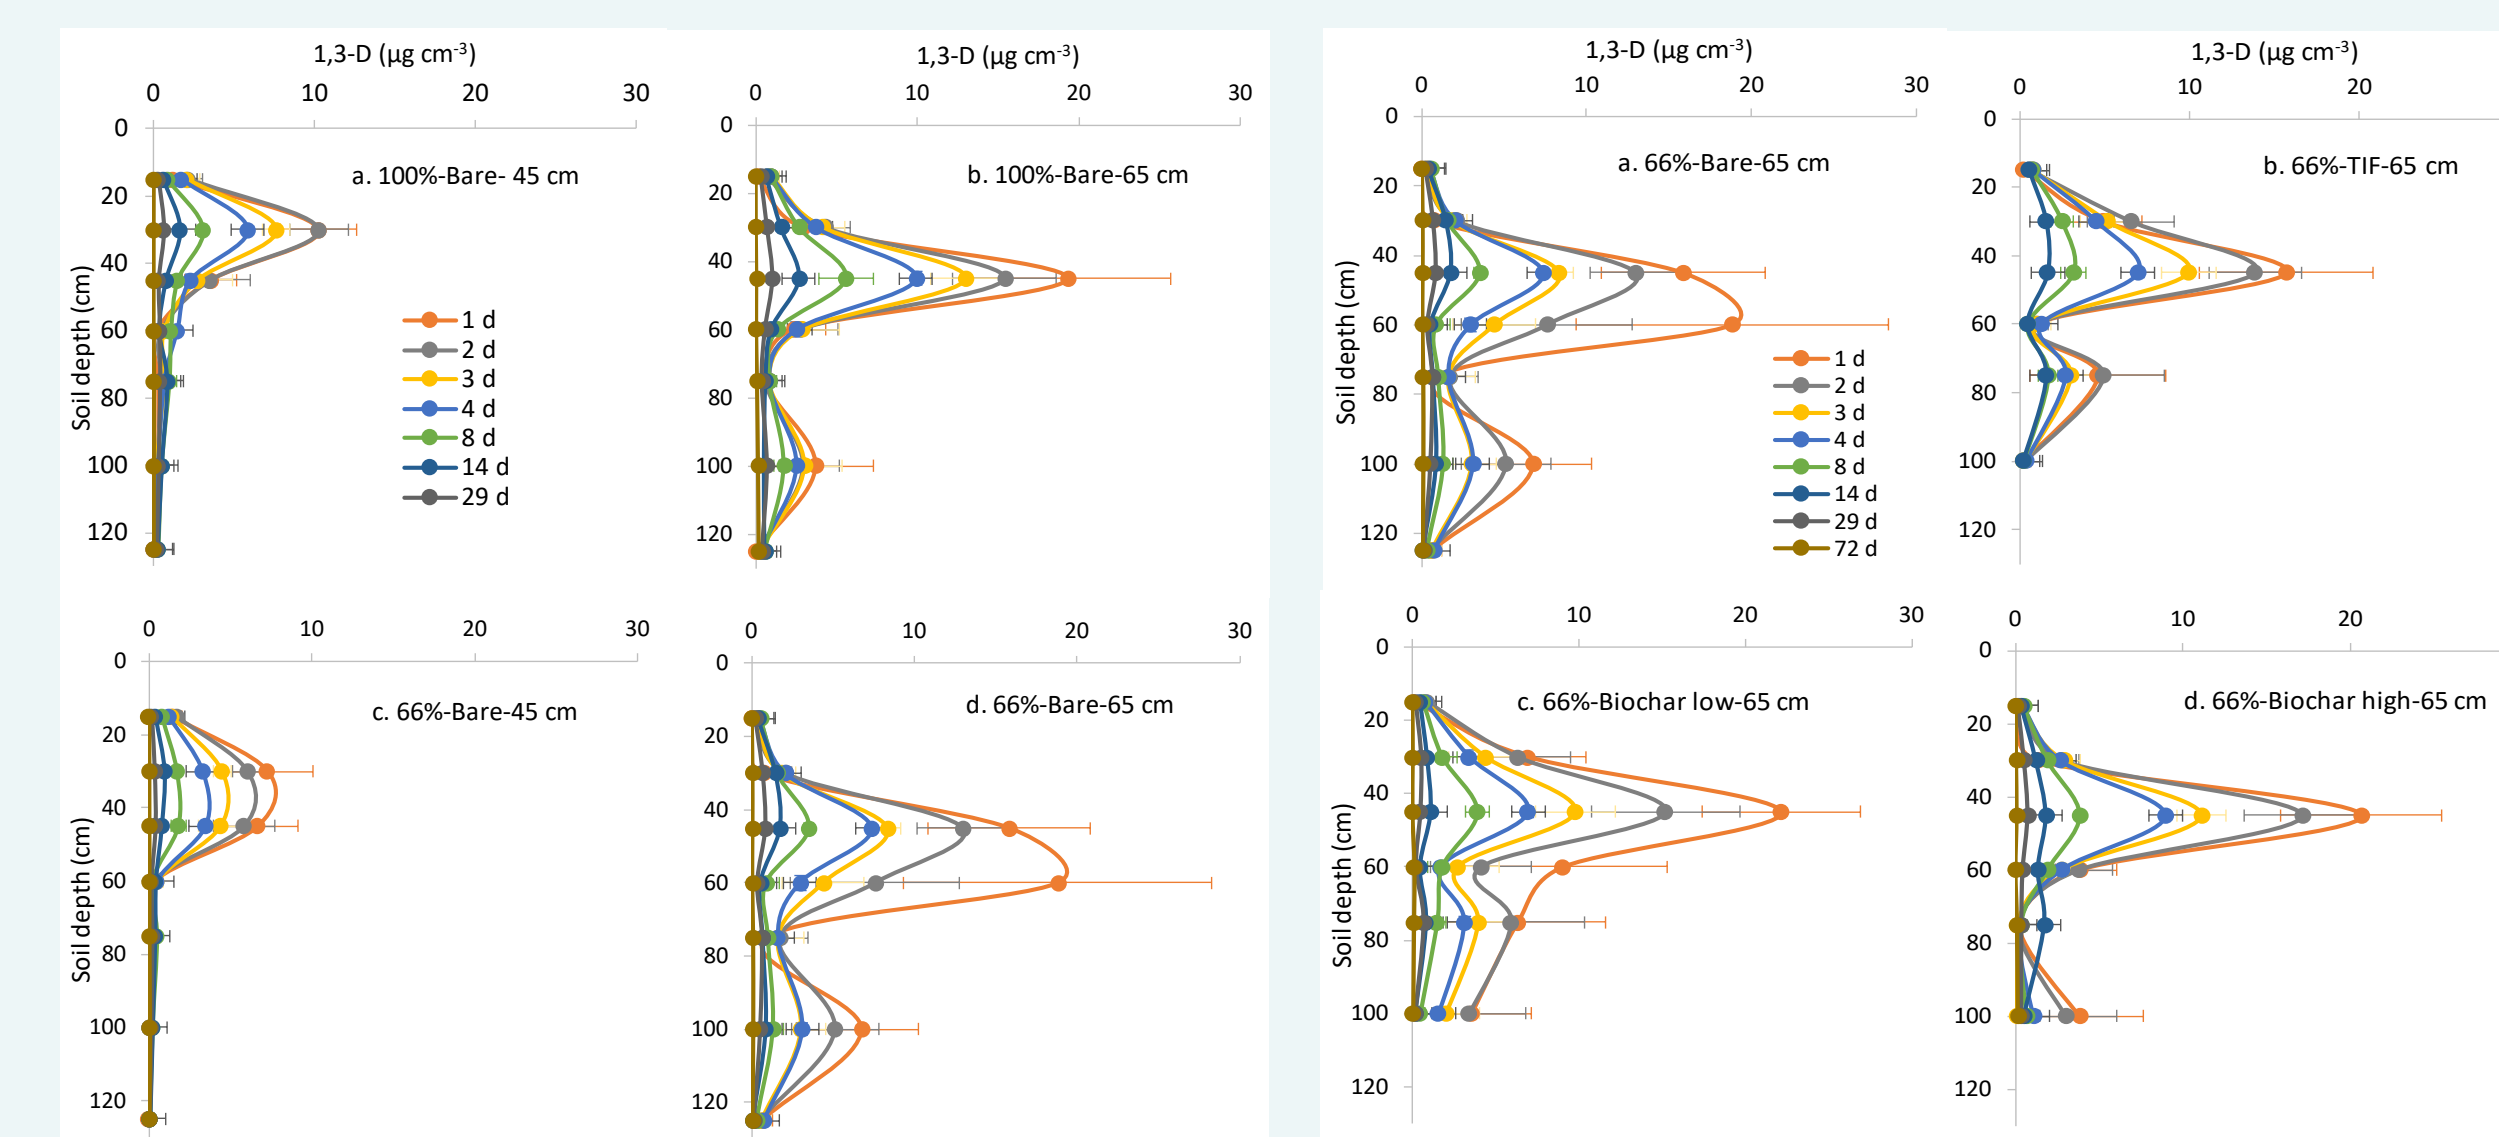 1,3-D (µg cm-3)
0 10 20 30
0
20
40
60
80
100
120
Soil depth (cm)
a. 100%-Bare- 45 cm
1 d
2 d
3 d
4 d
8 d
14 d
29 d
1,3-D (µg cm-3)
0 10 20 30
0
20
40
60
80
100
120
b. 100%-Bare-65 cm
0 10 20 30
0
20
40
60
80
100
120
Soil depth (cm)
c. 66%-Bare-45 cm
0 10 20 30
0
20
40
60
80
100
120
d. 66%-Bare-65 cm
1,3-D (µg cm-3)
0 10 20 30
0
20
40
60
80
100
120
Soil depth (cm)
a. 66%-Bare-65 cm
1 d
2 d
3 d
4 d
8 d
14 d
29 d
72 d
1,3-D (µg cm-3)
0 10 20
0
20
40
60
80
100
120
b. 66%-TIF-65 cm
0 10 20 30
0
20
40
60
80
100
120
Soil depth (cm)
c. 66%-Biochar low-65 cm
0 10 20
0
20
40
60
80
100
120
d. 66%-Biochar high-65 cm